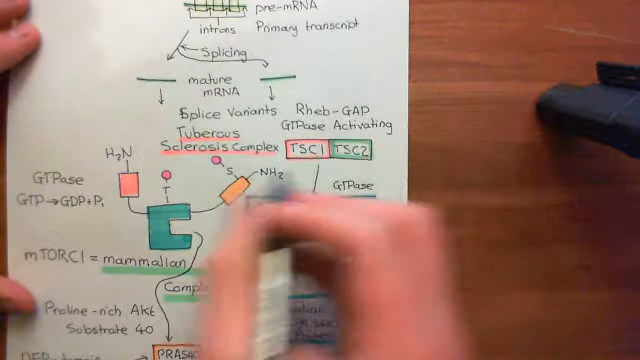 pre-mRNA
introns Primary transcript
Splicing
mature
mRNA
Splice Variants
Tuberous
Sclerosis Complex
Rheb-GAP
GTPase Activating
TSC1 TSC2
H₂N
S
NH₂
T
GTPase
GTP → GDP+Pᵢ
GTPase
mTORC1 = mammalian
Proline-rich Akt
Substrate 40